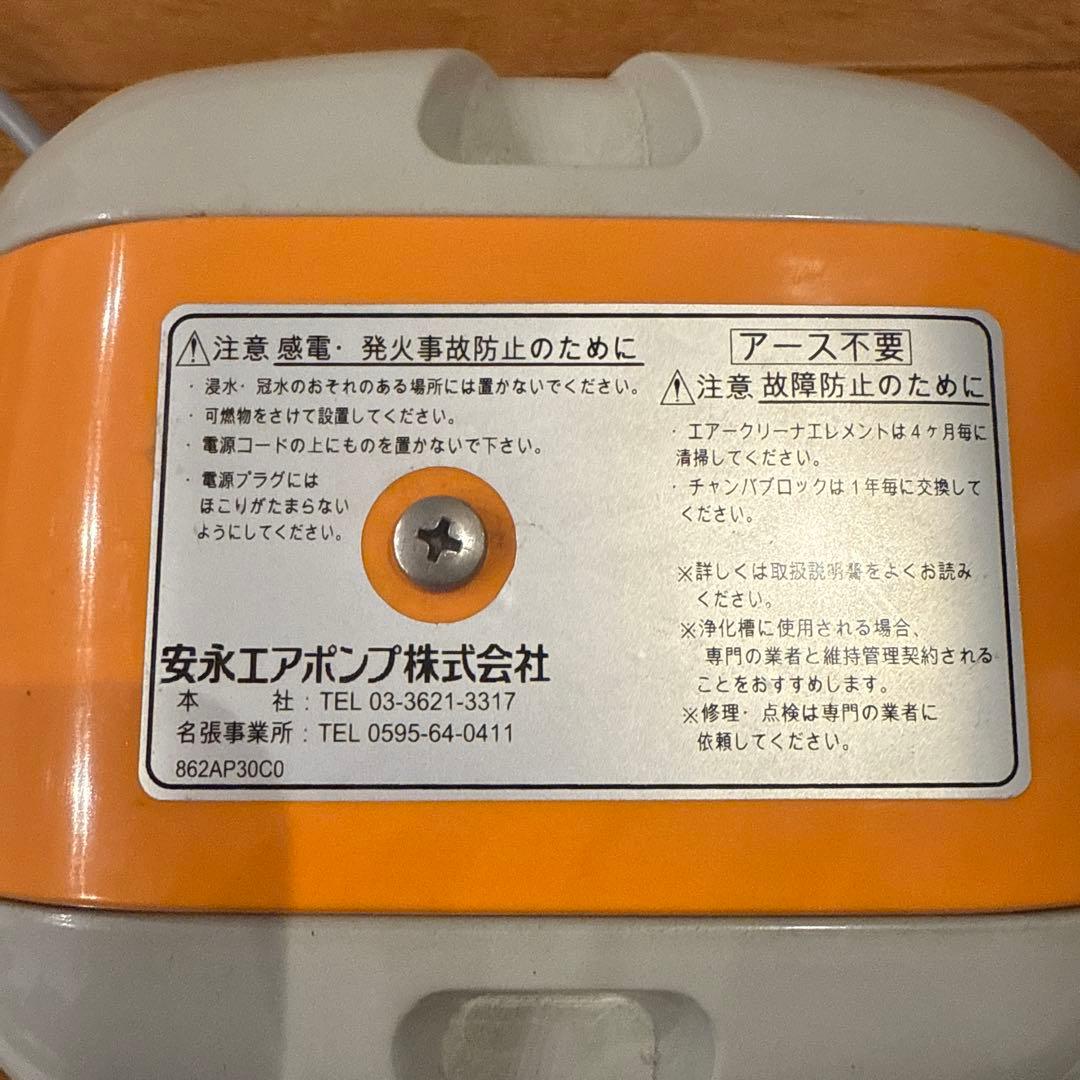 ⚠注意 感電・発火事故防止のために
・浸水・冠水のおそれのある場所には置かないでください。
・可燃物をさけて設置してください。
・電源コードの上にものを置かないで下さい。
・電源プラグには
ほこりがたまらない
ようにしてください。
安永エアポンプ株式会社
本 社:TEL 03-3621-3317
名張事業所:TEL 0595-64-0411
862AP30C0
アース不要
⚠注意 故障防止のために
・エアークリーナエレメントは4ヶ月毎に
清掃してください。
・チャンバブロックは1年毎に交換して
ください。
※詳しくは取扱説明書をよくお読み
ください。
※浄化槽に使用される場合、
専門の業者と維持管理契約される
ことをおすすめします。
※修理・点検は専門の業者に
依頼してください。